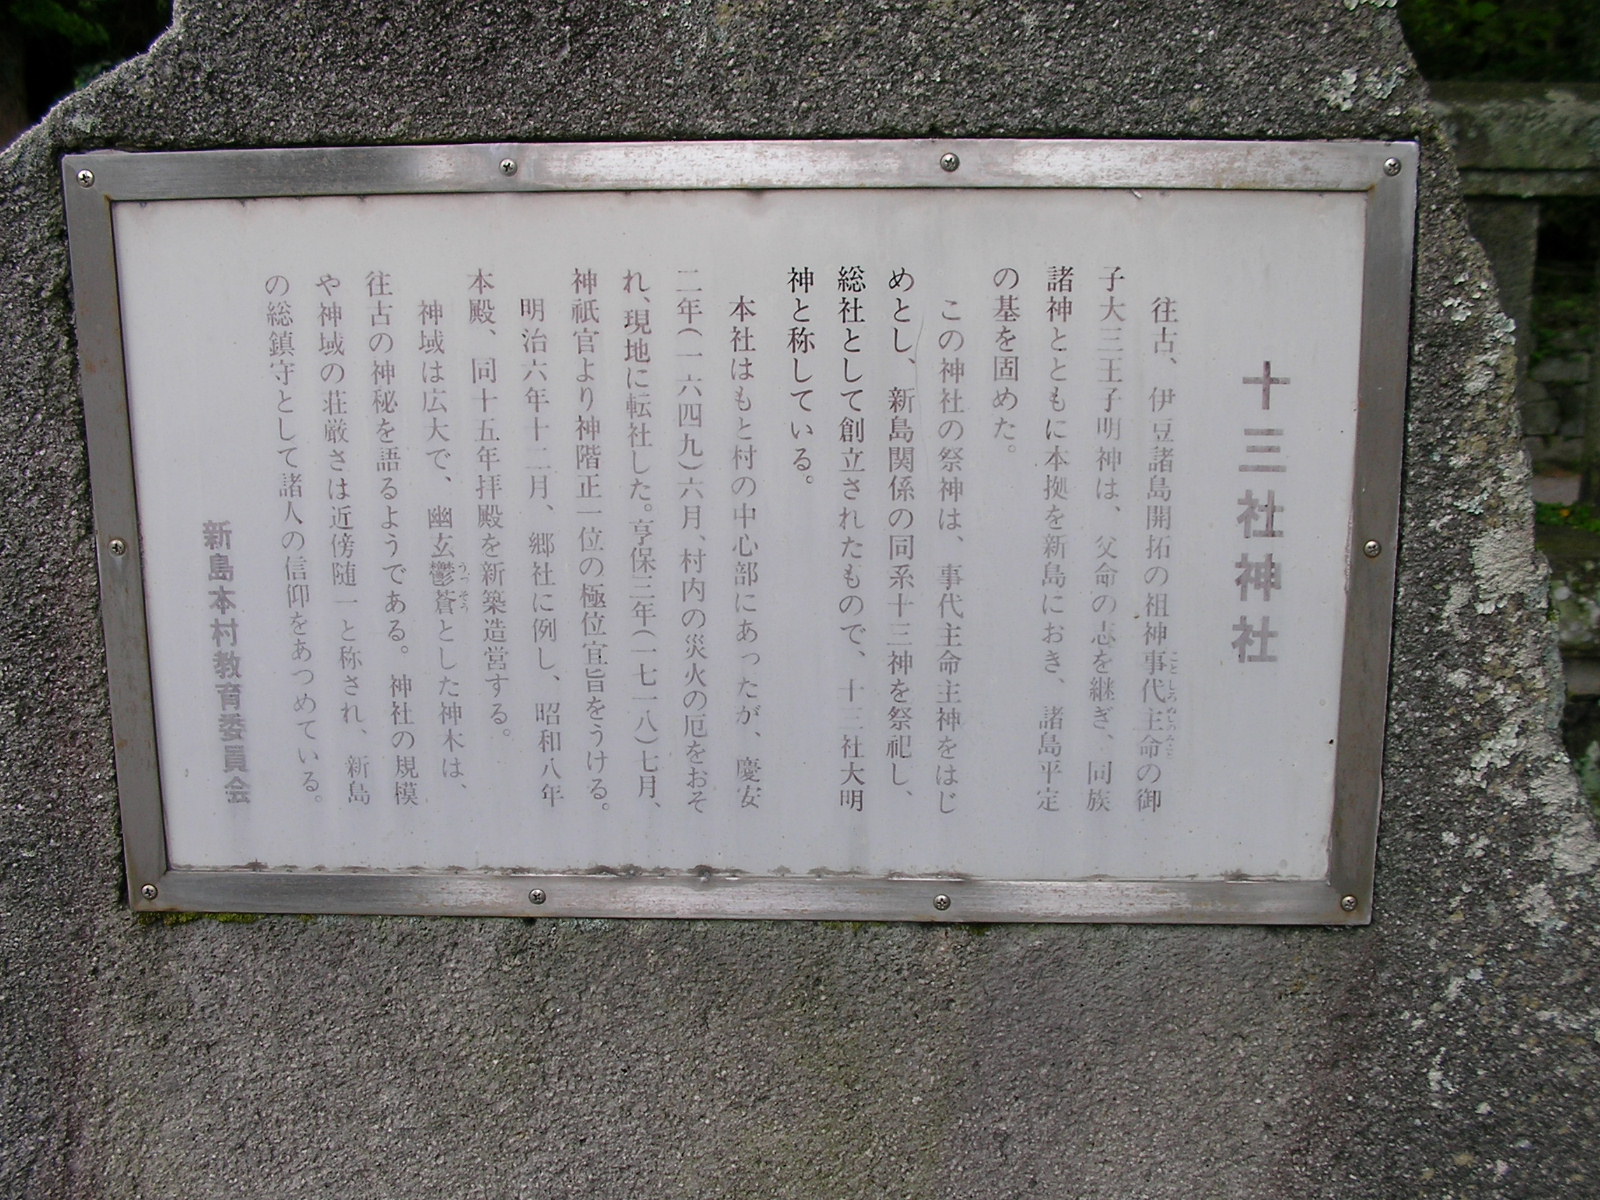 十三社神社
往古、伊豆諸島開拓の祖神事代主命の御
子大三王子明神は、父命の志を継ぎ、同族
諸神とともに本拠を新島におき、諸島平定
の基を固めた。
この神社の祭神は、事代主命主神をはじ
めとし、新島関係の同系十三神を祭祀し、
総社として創立されたもので、十三社大明
神と称している。
本社はもと村の中心部にあったが、慶安
二年(一六四九)六月、村内の災火の厄をおそ
れ、現地に転社した。享保三年(一七一八)七月、
神祇官より神階正一位の極位宣旨をうける。
明治六年十二月、郷社に例し、昭和八年
本殿、同十五年拝殿を新築造営する。
神域は広大で、幽玄鬱蒼とした神木は、
往古の神秘を語るようである。神社の規模
や神域の荘厳さは近傍随一と称され、新島
の総鎮守として諸人の信仰をあつめている。
新島本村教育委員会